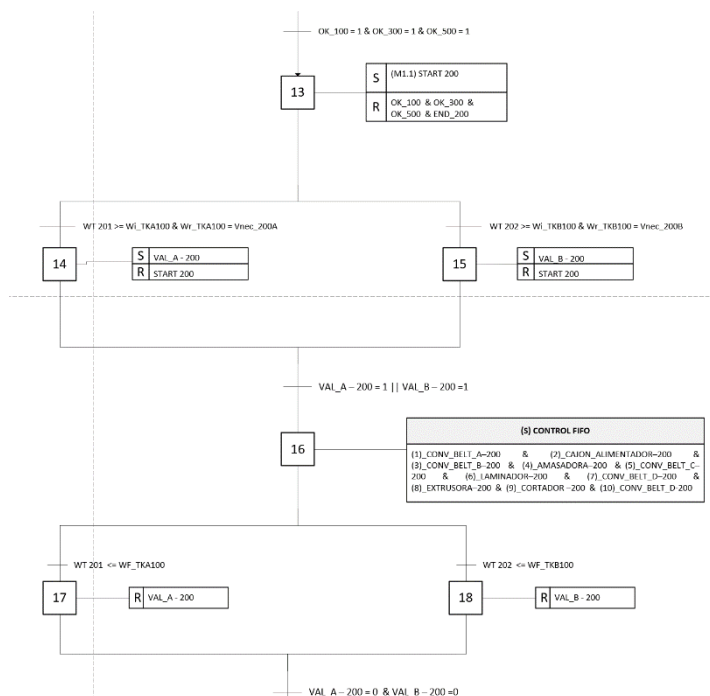 OK_100 = 1 & OK_300 = 1 & OK_500 = 1
13
S
(M1.1) START 200
R
OK_100 & OK_300 &
OK_500 & END_200
WT 201 >= Wi_TKA100 & Wr_TKA100 = Vnec_200A
WT 202 >= Wi_TKB100 & Wr_TKB100 = Vnec_200B
14
S VAL_A - 200
R START 200
15
S VAL_B - 200
R START 200
VAL_A – 200 = 1 || VAL_B – 200 =1
16
(S) CONTROL FIFO
(1)_CONV_BELT_A–200 & (2)_CAJON_ALIMENTADOR–200 &
(3)_CONV_BELT_B–200 & (4)_AMASADORA–200 & (5)_CONV_BELT_C–
200 & (6)_LAMINADOR–200 & (7)_CONV_BELT_D–200 &
(8)_EXTRUSORA–200 & (9)_CORTADOR –200 & (10)_CONV_BELT_D-200
WT 201 <= WF_TKA100
WT 202 <= WF_TKB100
17
R VAL_A - 200
18
R VAL_B - 200
VAL_A – 200 = 0 & VAL_B – 200 =0